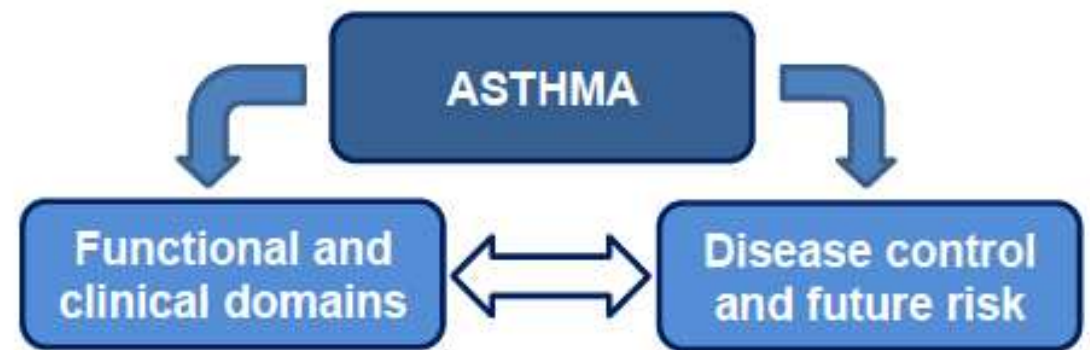 ASTHMA
Functional and
clinical domains
Disease control
and future risk